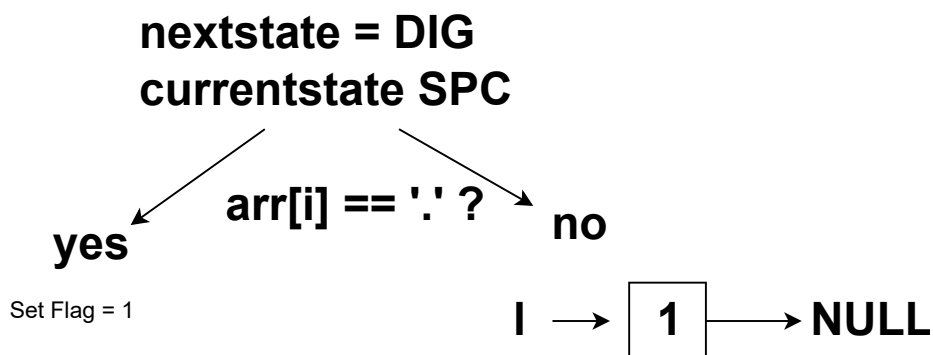 nextstate = DIG
currentstate SPC
arr[i] == '.' ?
yes
no
Set Flag = 1
I
1
NULL